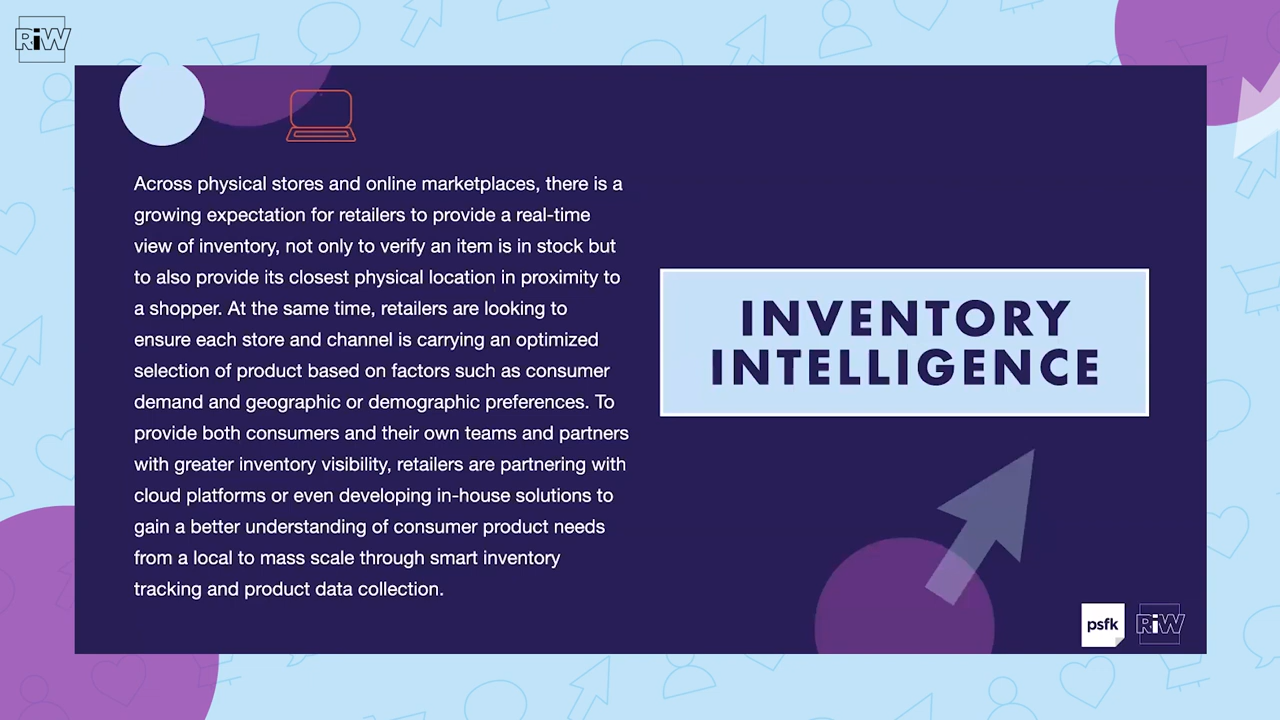 RiW
Across physical stores and online marketplaces, there is a
growing expectation for retailers to provide a real-time
view of inventory, not only to verify an item is in stock but
to also provide its closest physical location in proximity to
a shopper. At the same time, retailers are looking to
ensure each store and channel is carrying an optimized
selection of product based on factors such as consumer
demand and geographic or demographic preferences. To
provide both consumers and their own teams and partners
with greater inventory visibility, retailers are partnering with
cloud platforms or even developing in-house solutions to
gain a better understanding of consumer product needs
from a local to mass scale through smart inventory
tracking and product data collection.
INVENTORY
INTELLIGENCE
psfk
RiW